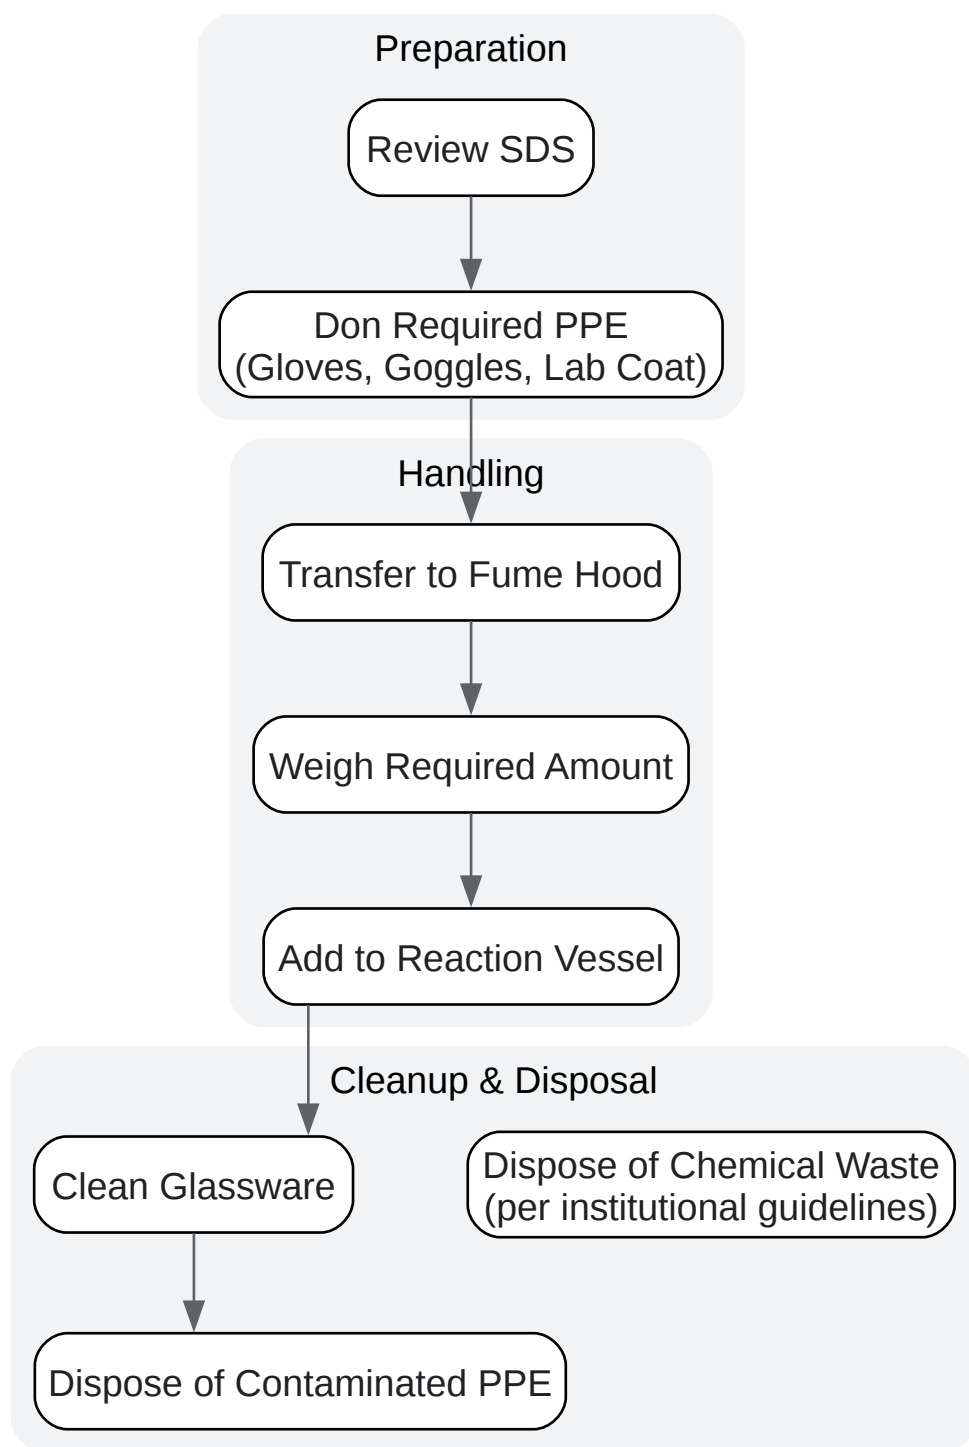 Preparation
Review SDS
Don Required PPE
(Gloves, Goggles, Lab Coat)
Handling
Transfer to Fume Hood
Weigh Required Amount
Add to Reaction Vessel
Cleanup & Disposal
Clean Glassware
Dispose of Chemical Waste
(per institutional guidelines)
Dispose of Contaminated PPE